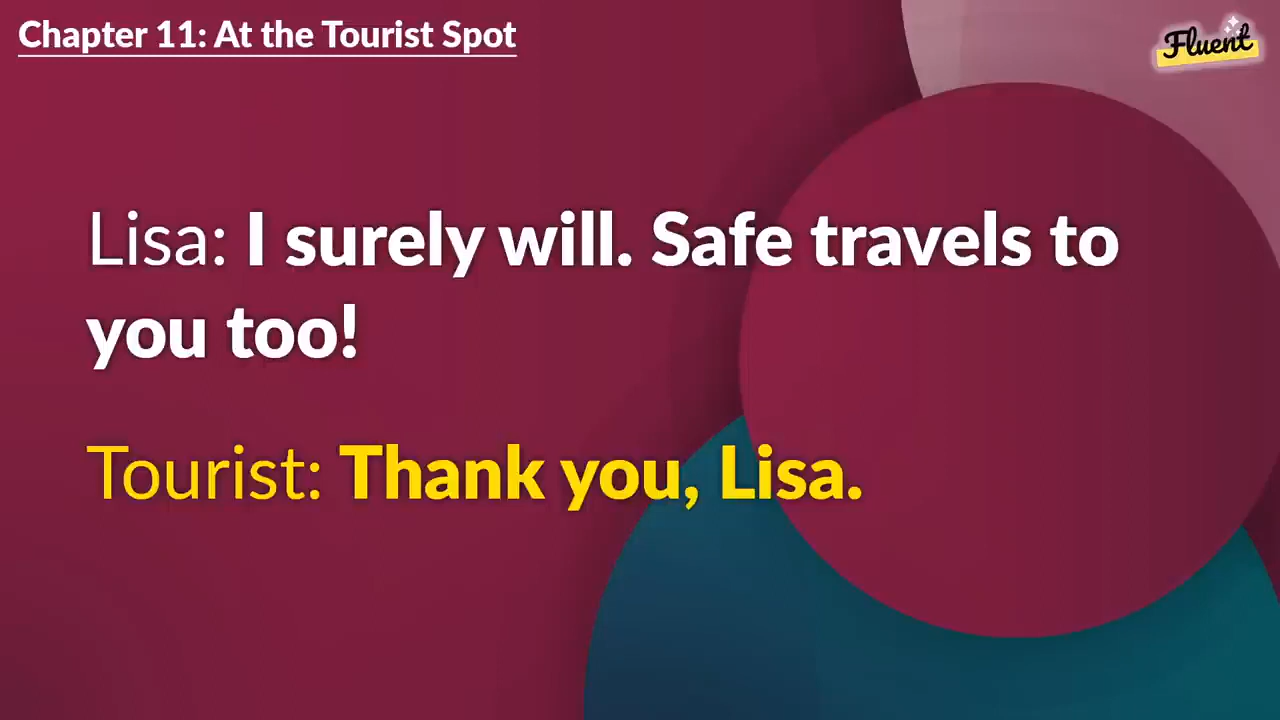 Chapter 11: At the Tourist Spot
Fluent
Lisa: I surely will. Safe travels to
you too!
Tourist: Thank you, Lisa.